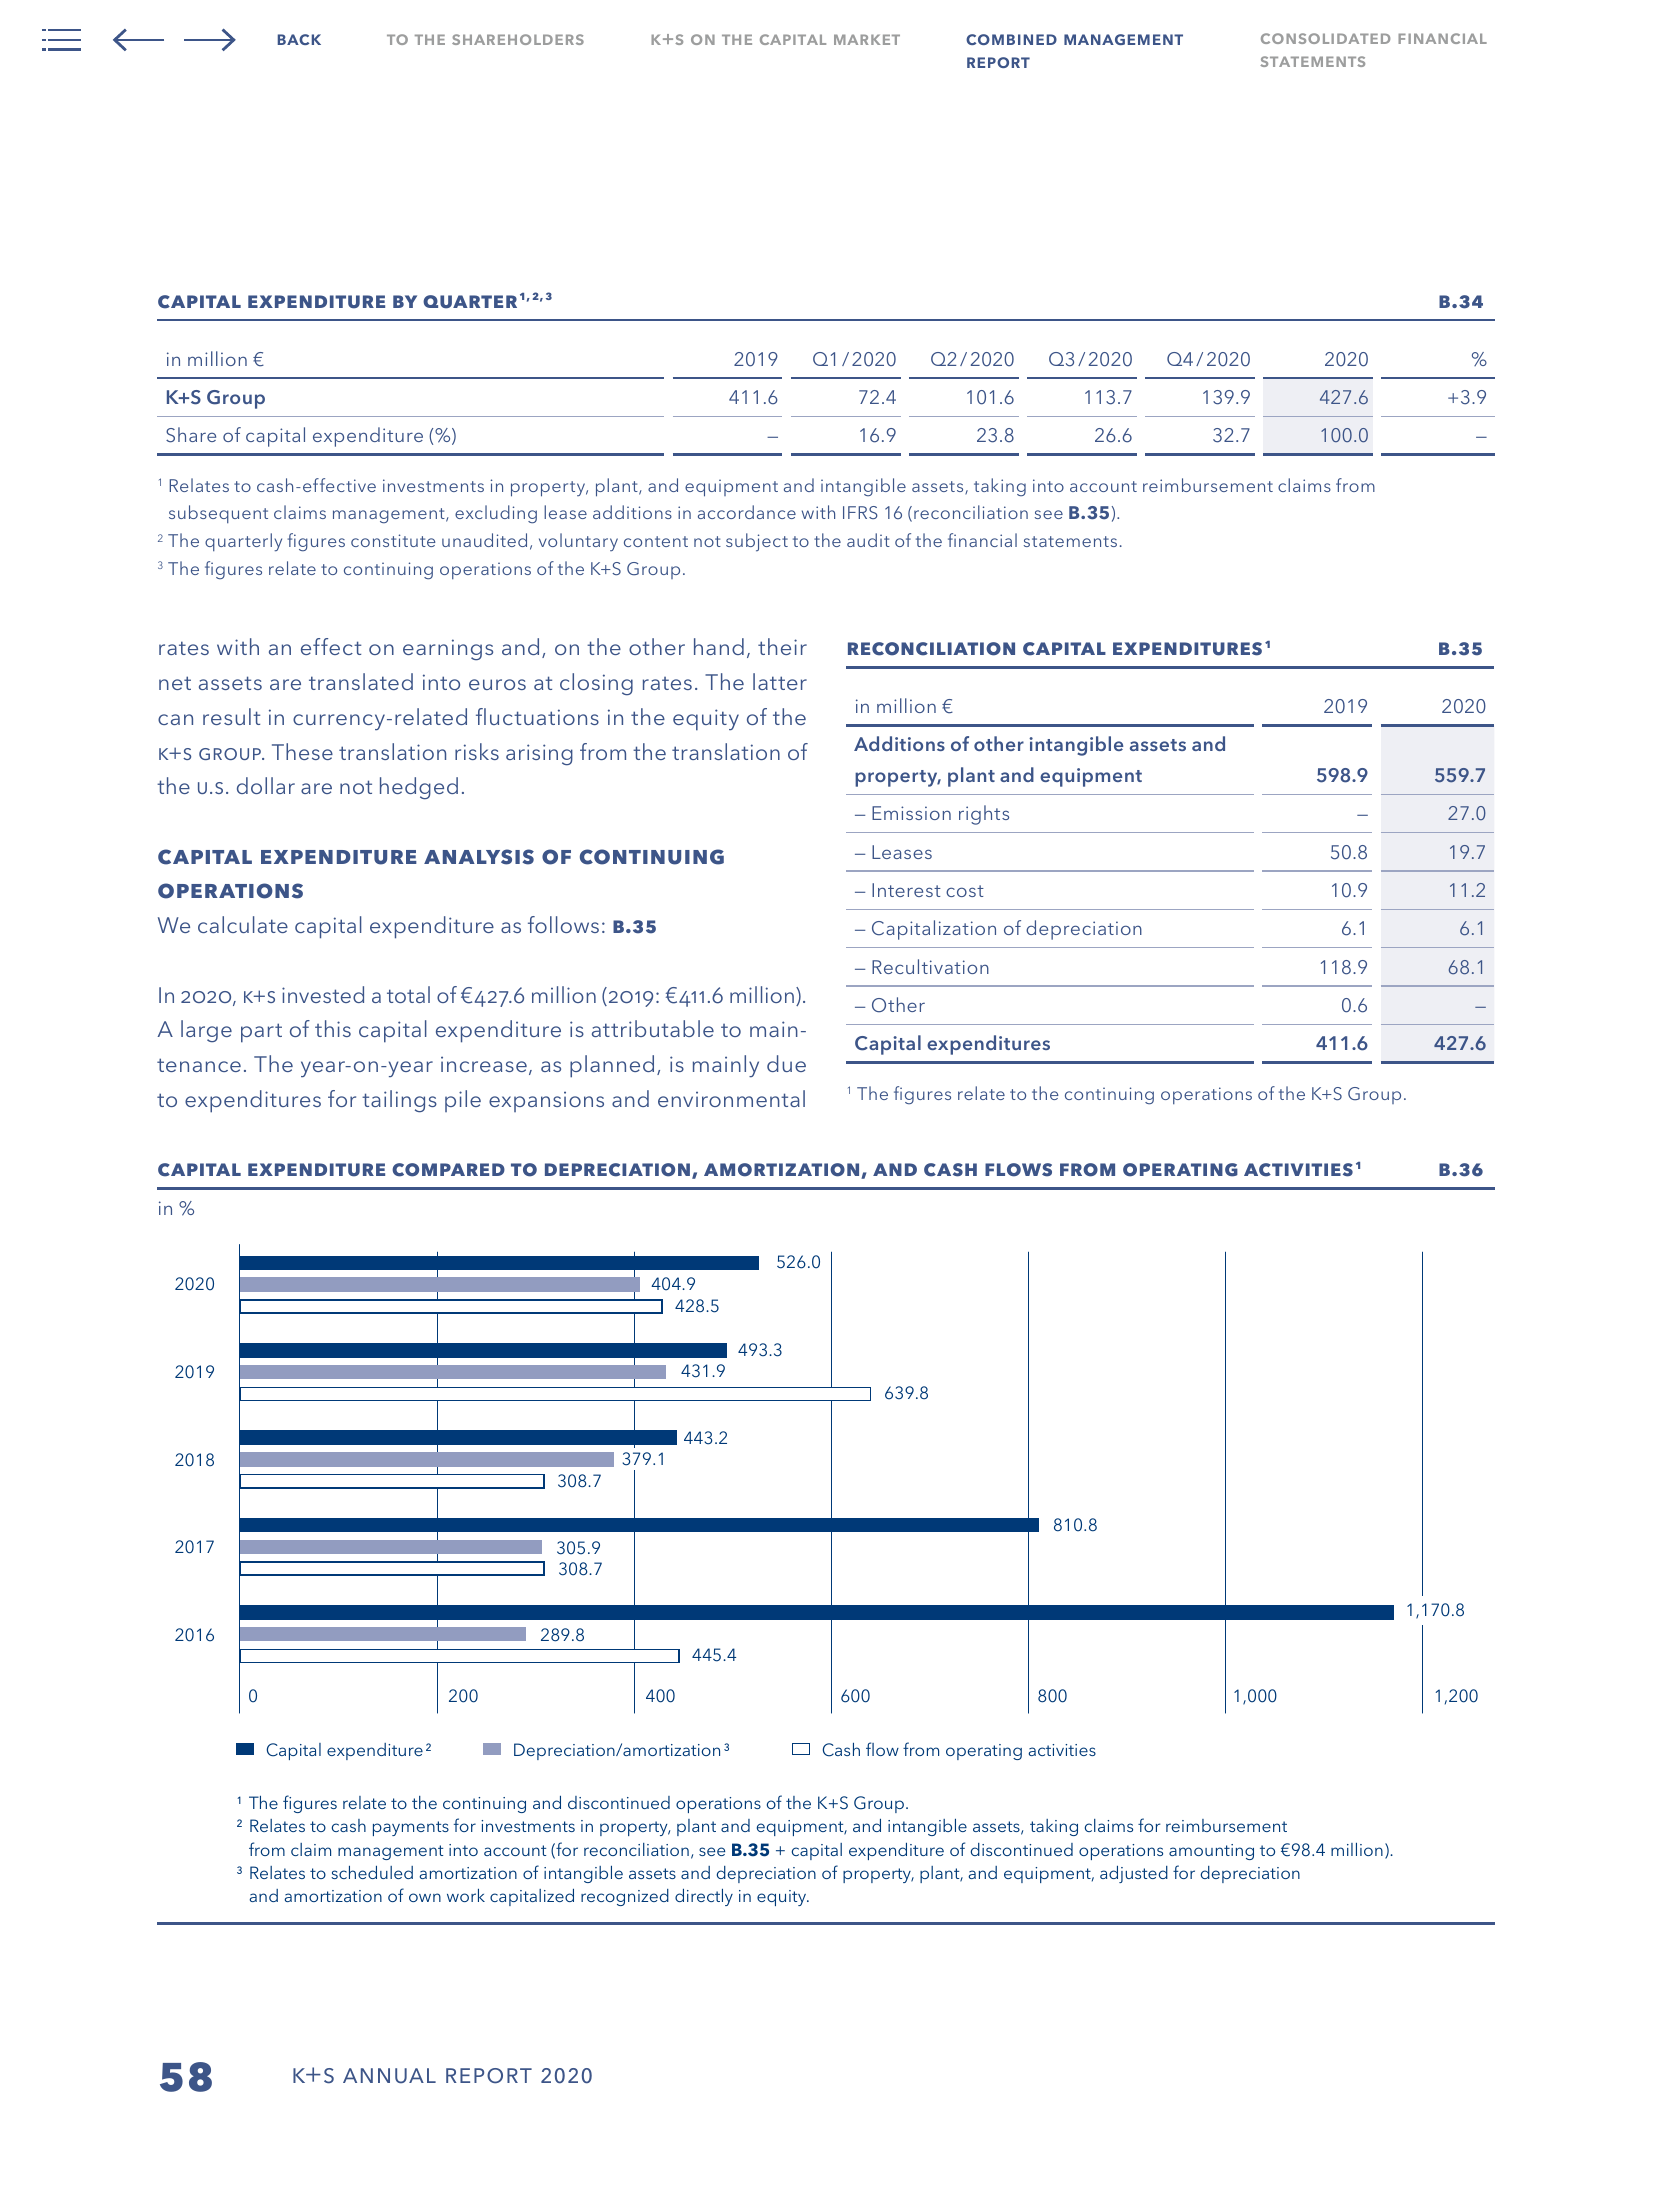 BACK
TO THE SHAREHOLDERS
K+S ON THE CAPITAL MARKET
COMBINED MANAGEMENT
REPORT
CONSOLIDATED FINANCIAL
STATEMENTS
CAPITAL EXPENDITURE BY QUARTER¹,²,³ B.34
in million € 2019 Q1/2020 Q2/2020 Q3/2020 Q4/2020 2020 %
K+S Group 411.6 72.4 101.6 113.7 139.9 427.6 +3.9
Share of capital expenditure (%) – 16.9 23.8 26.6 32.7 100.0 –
¹ Relates to cash-effective investments in property, plant, and equipment and intangible assets, taking into account reimbursement claims from
subsequent claims management, excluding lease additions in accordance with IFRS 16 (reconciliation see B.35).
² The quarterly figures constitute unaudited, voluntary content not subject to the audit of the financial statements.
³ The figures relate to continuing operations of the K+S Group.
rates with an effect on earnings and, on the other hand, their
net assets are translated into euros at closing rates. The latter
can result in currency-related fluctuations in the equity of the
K+S GROUP. These translation risks arising from the translation of
the U.S. dollar are not hedged.
CAPITAL EXPENDITURE ANALYSIS OF CONTINUING
OPERATIONS
We calculate capital expenditure as follows: B.35
In 2020, K+S invested a total of €427.6 million (2019: €411.6 million).
A large part of this capital expenditure is attributable to main-
tenance. The year-on-year increase, as planned, is mainly due
to expenditures for tailings pile expansions and environmental
RECONCILIATION CAPITAL EXPENDITURES¹ B.35
in million € 2019 2020
Additions of other intangible assets and
property, plant and equipment 598.9 559.7
– Emission rights – 27.0
– Leases 50.8 19.7
– Interest cost 10.9 11.2
– Capitalization of depreciation 6.1 6.1
– Recultivation 118.9 68.1
– Other 0.6 –
Capital expenditures 411.6 427.6
¹ The figures relate to the continuing operations of the K+S Group.
CAPITAL EXPENDITURE COMPARED TO DEPRECIATION, AMORTIZATION, AND CASH FLOWS FROM OPERATING ACTIVITIES¹ B.36
in %
526.0
2020 404.9
428.5
493.3
2019 431.9
639.8
443.2
2018 379.1
308.7
810.8
2017 305.9
308.7
1,170.8
2016 289.8
445.4
0 200 400 600 800 1,000 1,200
Capital expenditure² Depreciation/amortization³ Cash flow from operating activities
¹ The figures relate to the continuing and discontinued operations of the K+S Group.
² Relates to cash payments for investments in property, plant and equipment, and intangible assets, taking claims for reimbursement
from claim management into account (for reconciliation, see B.35 + capital expenditure of discontinued operations amounting to €98.4 million).
³ Relates to scheduled amortization of intangible assets and depreciation of property, plant, and equipment, adjusted for depreciation
and amortization of own work capitalized recognized directly in equity.
58 K+S ANNUAL REPORT 2020